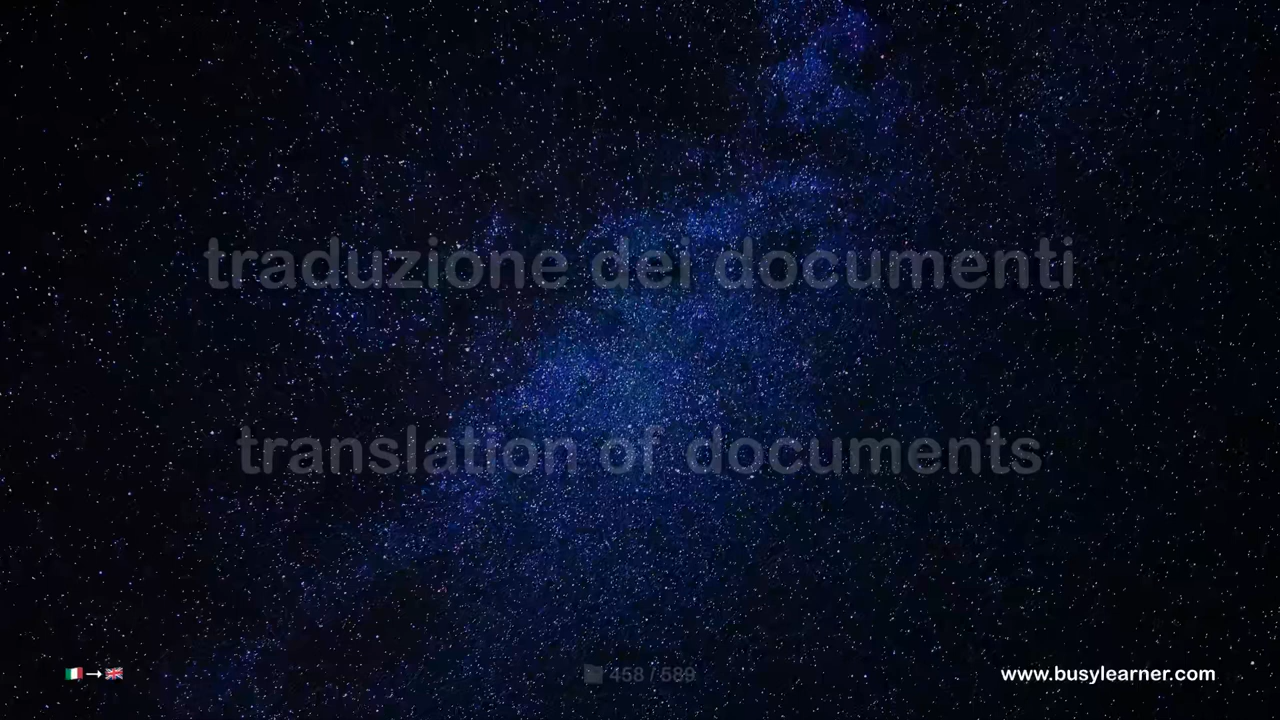 traduzione dei documenti
translation of documents
458 / 589
www.busylearner.com